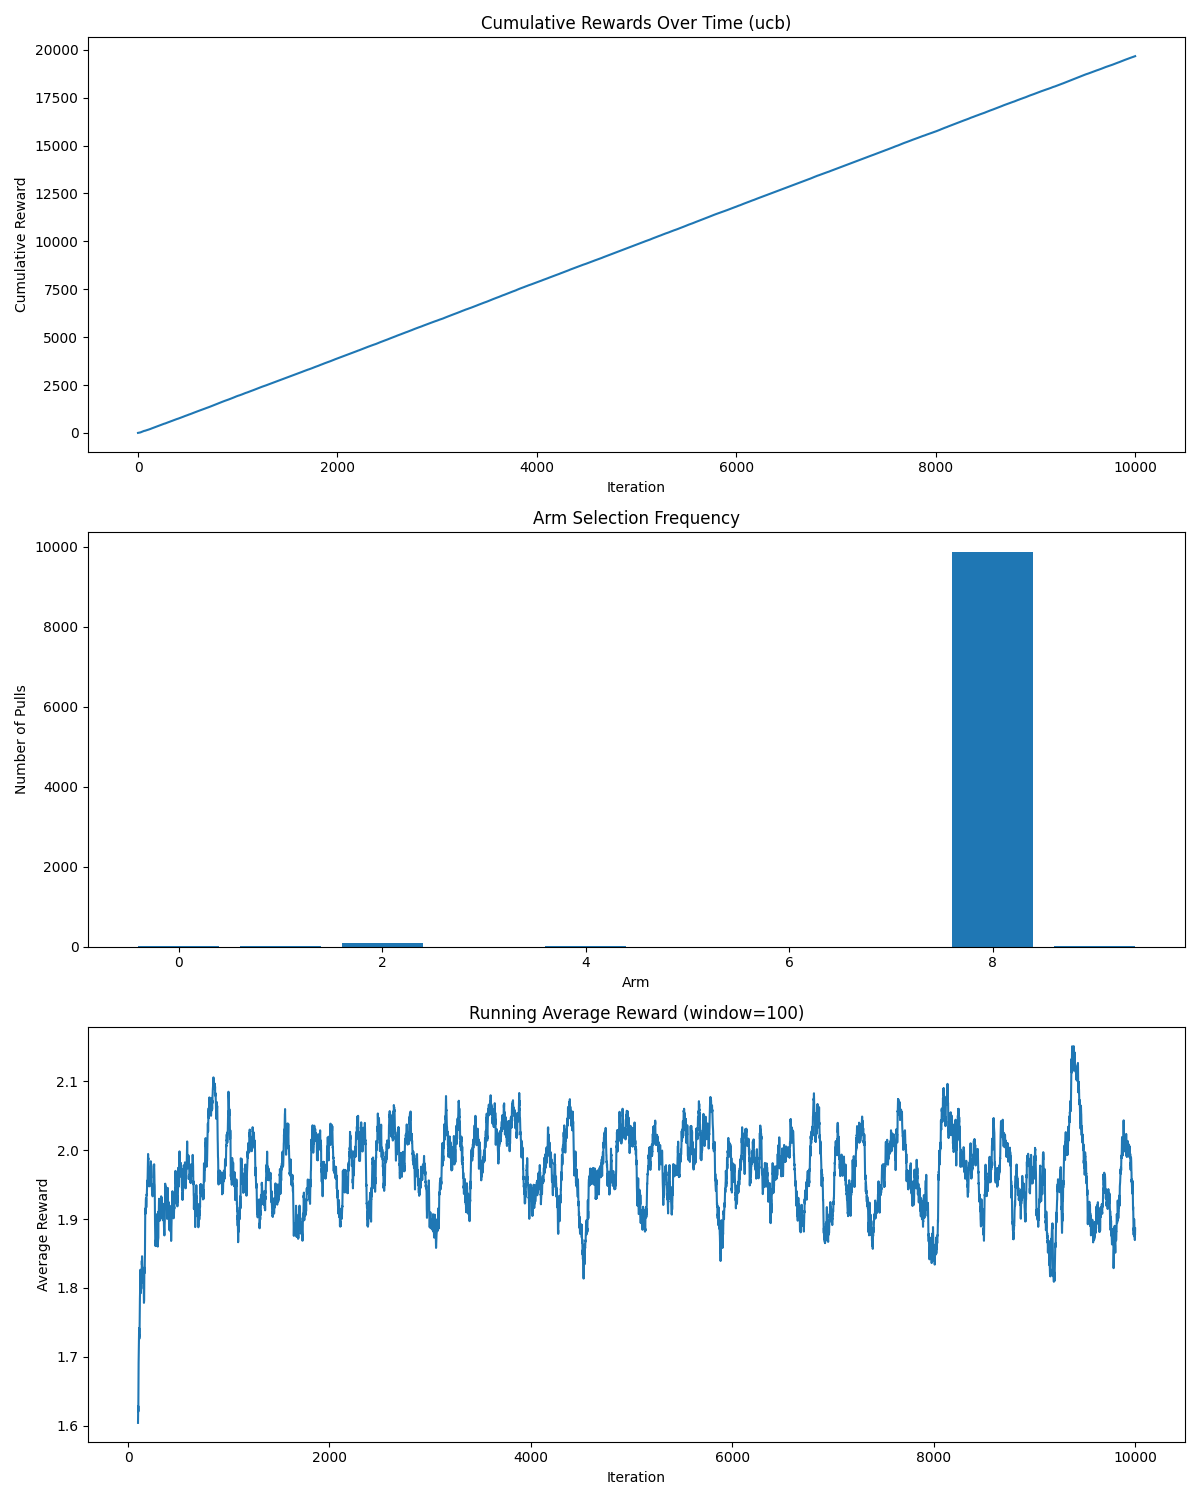 Cumulative Rewards Over Time (ucb)
20000
17500
15000
12500
10000
7500
5000
2500
0
Cumulative Reward
0 2000 4000 6000 8000 10000
Iteration
Arm Selection Frequency
10000
8000
6000
4000
2000
0
Number of Pulls
0 2 4 6 8
Arm
Running Average Reward (window=100)
2.1
2.0
1.9
1.8
1.7
1.6
Average Reward
0 2000 4000 6000 8000 10000
Iteration